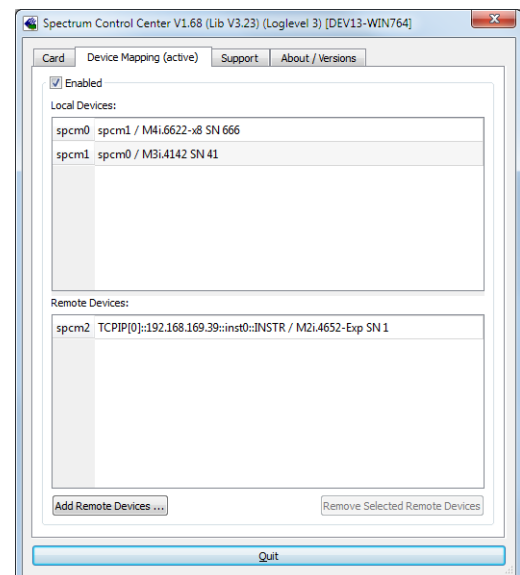 Spectrum Control Center V1.68 (Lib V3.23) (Loglevel 3) [DEV13-WIN764]
Card Device Mapping (active) Support About / Versions
Enabled
Local Devices:
spcm0 spcm1 / M4i.6622-x8 SN 666
spcm1 spcm0 / M3i.4142 SN 41
Remote Devices:
spcm2 TCPIP[0]::192.168.169.39::inst0::INSTR / M2i.4652-Exp SN 1
Add Remote Devices ... Remove Selected Remote Devices
Quit